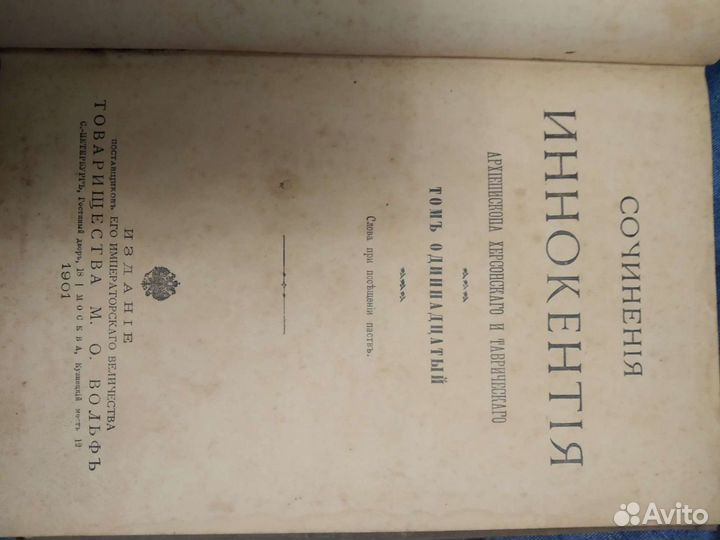 СОЧИНЕНІЯ
ИННОКЕНТІЯ
АРХІЕПИСКОПА ХЕРСОНСКАГО И ТАВРИЧЕСКАГО
ТОМЪ ОДИННАДЦАТЫЙ
Слова при посѣщеніи паствъ.
ИЗДАНІЕ
ПОСТАВЩИКОВЪ ЕГО ИМПЕРАТОРСКАГО ВЕЛИЧЕСТВА
ТОВАРИЩЕСТВА М. О. ВОЛЬФЪ
С.-ПЕТЕРБУРГЪ, Гостиный дворъ, 18 | МОСКВА, Кузнецкій мостъ 12
1901
Avito